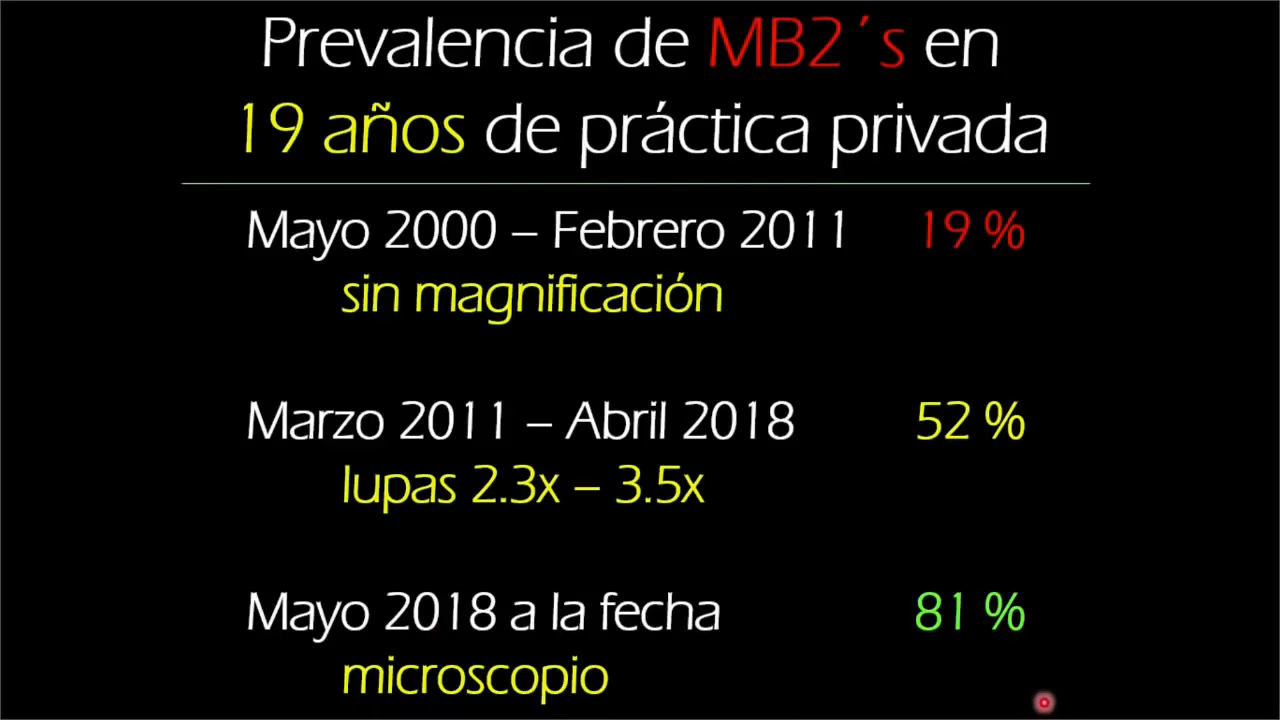 Prevalencia de MB2´s en
19 años de práctica privada
Mayo 2000 – Febrero 2011 19 %
sin magnificación
Marzo 2011 – Abril 2018 52 %
lupas 2.3x – 3.5x
Mayo 2018 a la fecha 81 %
microscopio